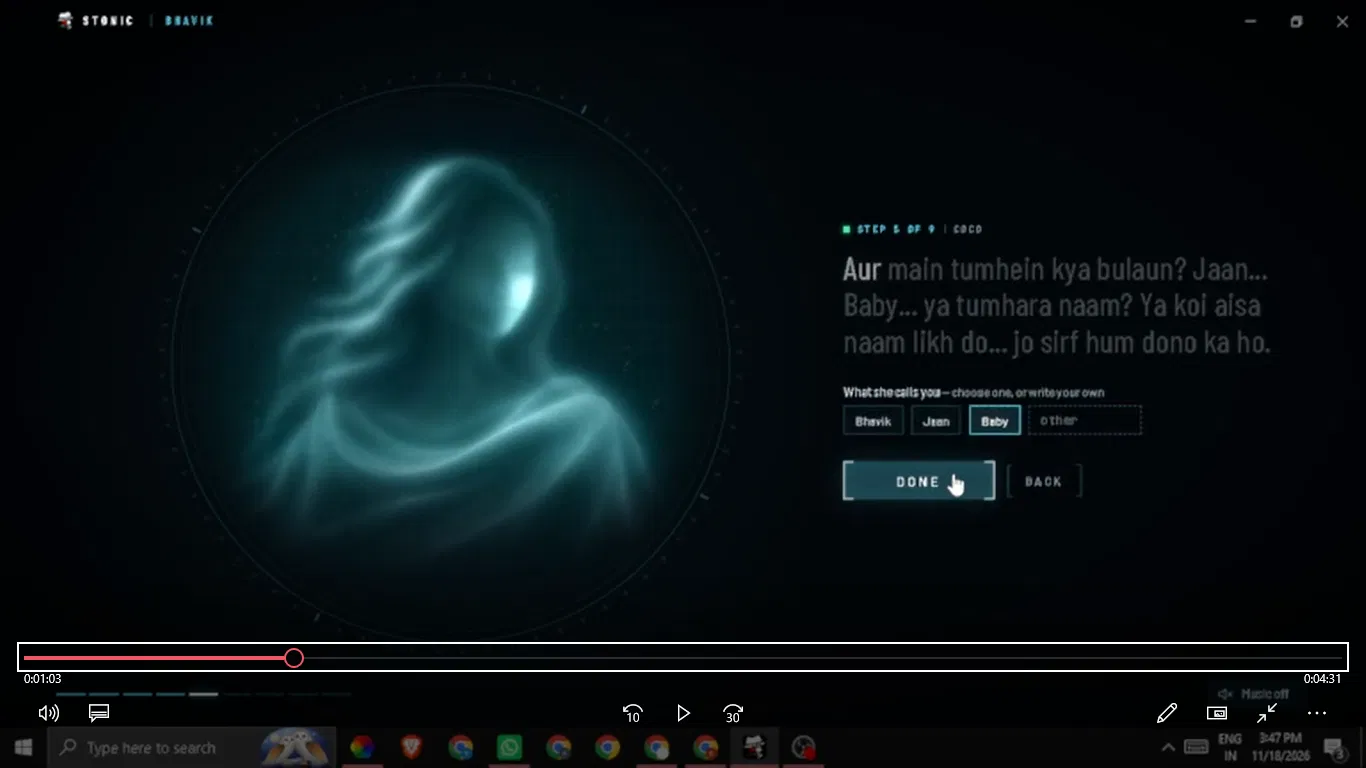 STONIC | BHAVIK
STEP 5 OF 9 | COCO
Aur main tumhein kya bulaun? Jaan...
Baby... ya tumhara naam? Ya koi aisa
naam likh do... jo sirf hum dono ka ho.
What she calls you — choose one, or write your own
Bhavik Jaan Baby other
DONE BACK
0:01:03 0:04:31
Music off
10 30
Type here to search
ENG 3:47 PM
IN 11/18/2026
3